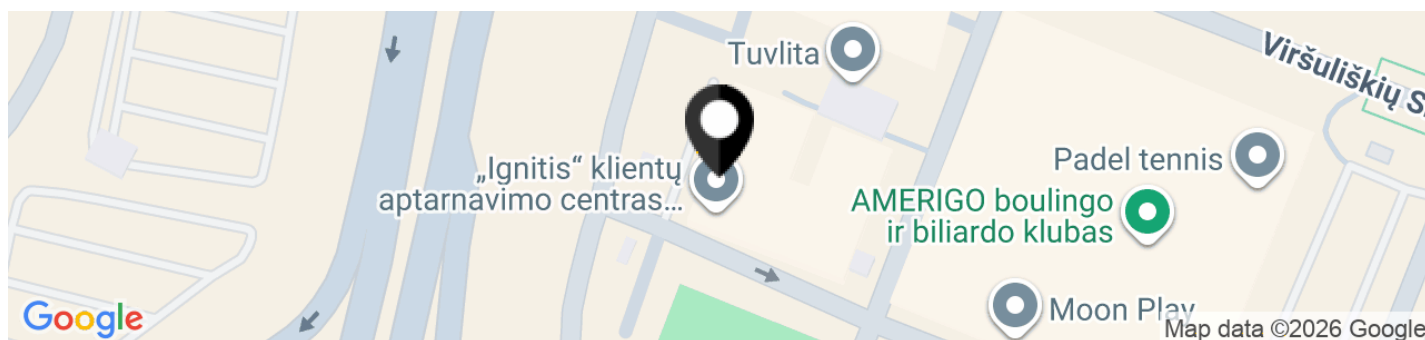 Tuvlita
Viršuliškių S
„Ignitis“ klientų
aptarnavimo centras...
Padel tennis
AMERIGO boulingo
ir biliardo klubas
Moon Play
Google
Map data ©2026 Google